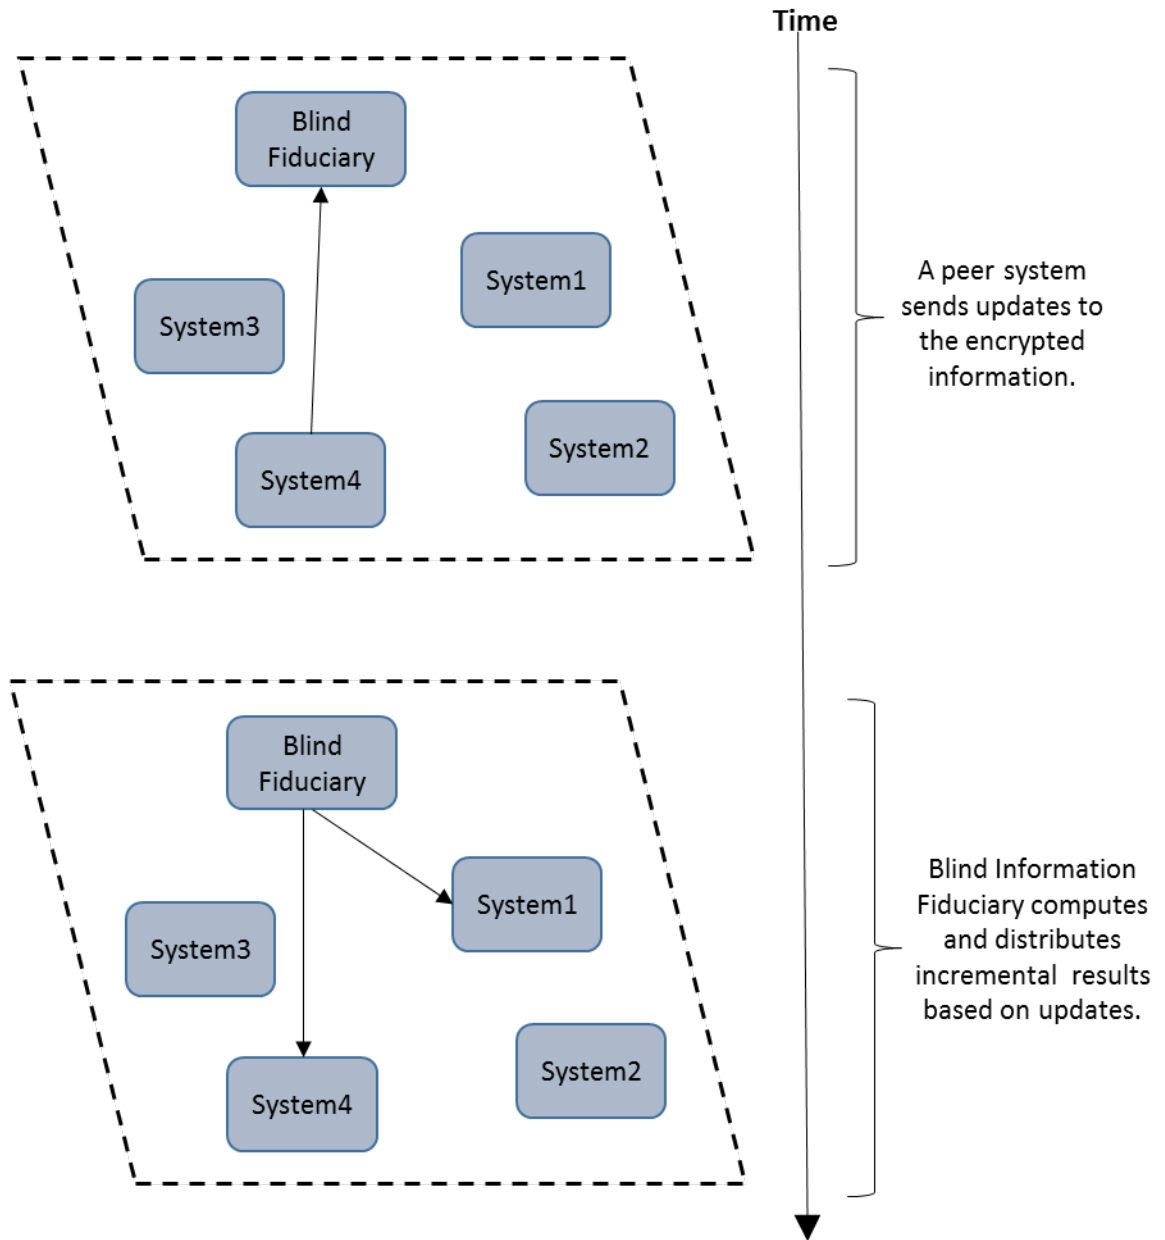 Time
Blind
Fiduciary
System1
System3
System2
System4
A peer system
sends updates to
the encrypted
information.
Blind
Fiduciary
System1
System3
System2
System4
Blind Information
Fiduciary computes
and distributes
incremental results
based on updates.